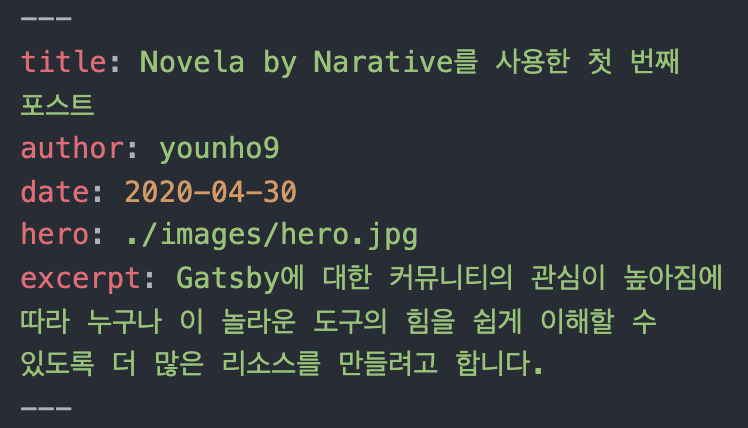 ---
title: Novela by Narative를 사용한 첫 번째
포스트
author: younho9
date: 2020-04-30
hero: ./images/hero.jpg
excerpt: Gatsby에 대한 커뮤니티의 관심이 높아짐에
따라 누구나 이 놀라운 도구의 힘을 쉽게 이해할 수
있도록 더 많은 리소스를 만들려고 합니다.
---